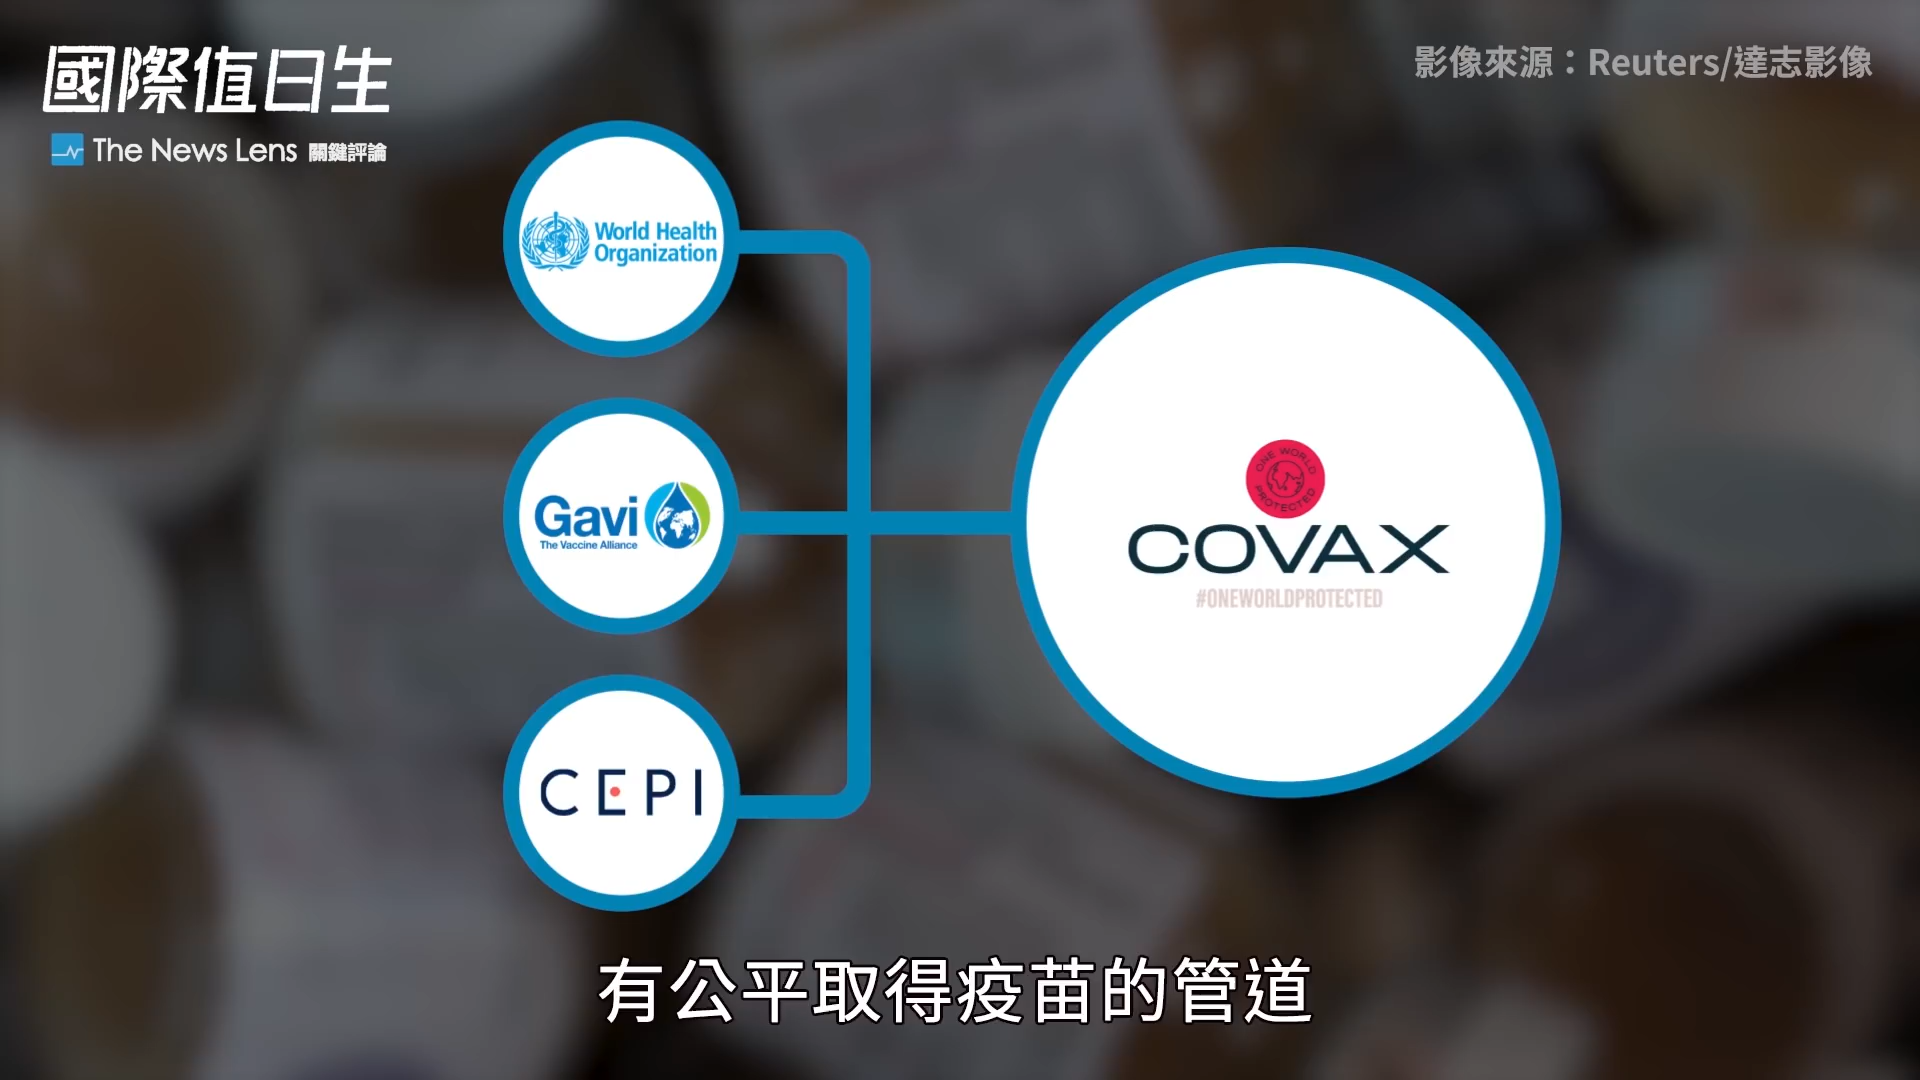 國際值日生
The News Lens 關鍵評論
影像來源：Reuters/達志影像
World Health
Organization
Gavi
The Vaccine Alliance
CEPI
ONE WORLD
PROTECTED
COVAX
#ONEWORLDPROTECTED
有公平取得疫苗的管道